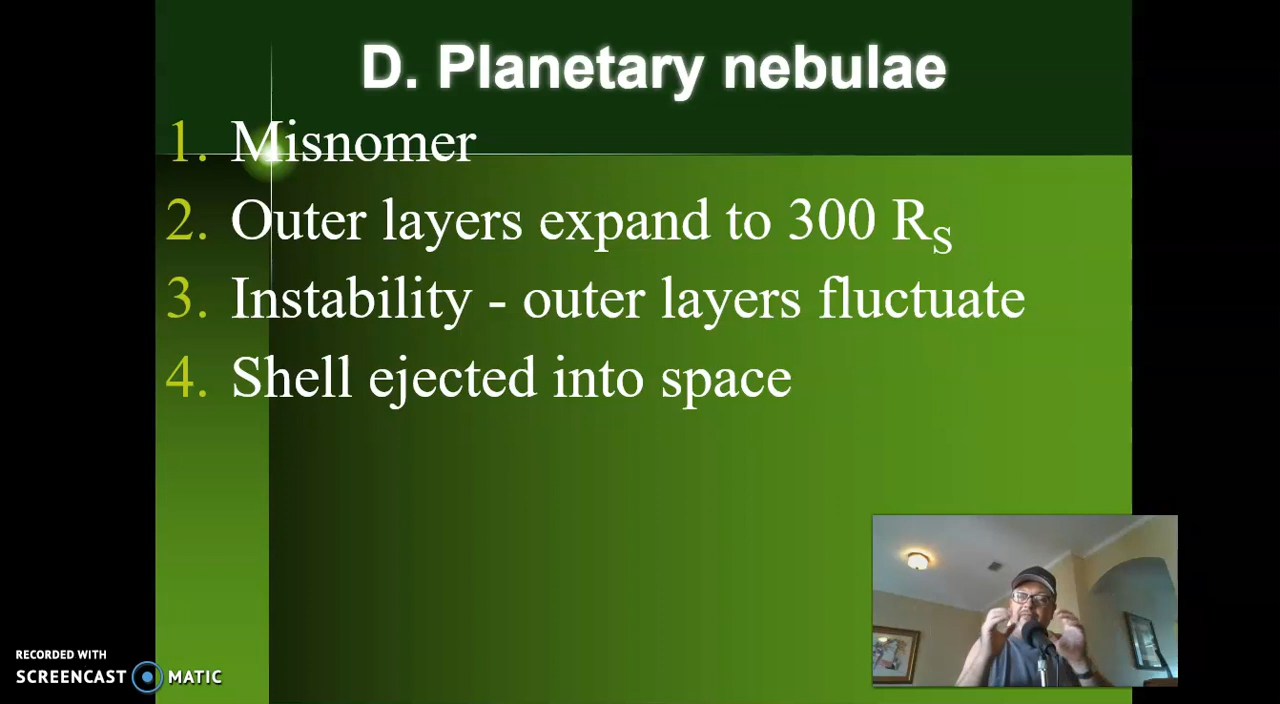 D. Planetary nebulae
1. Misnomer
2. Outer layers expand to 300 R_S
3. Instability - outer layers fluctuate
4. Shell ejected into space
RECORDED WITH
SCREENCAST MATIC